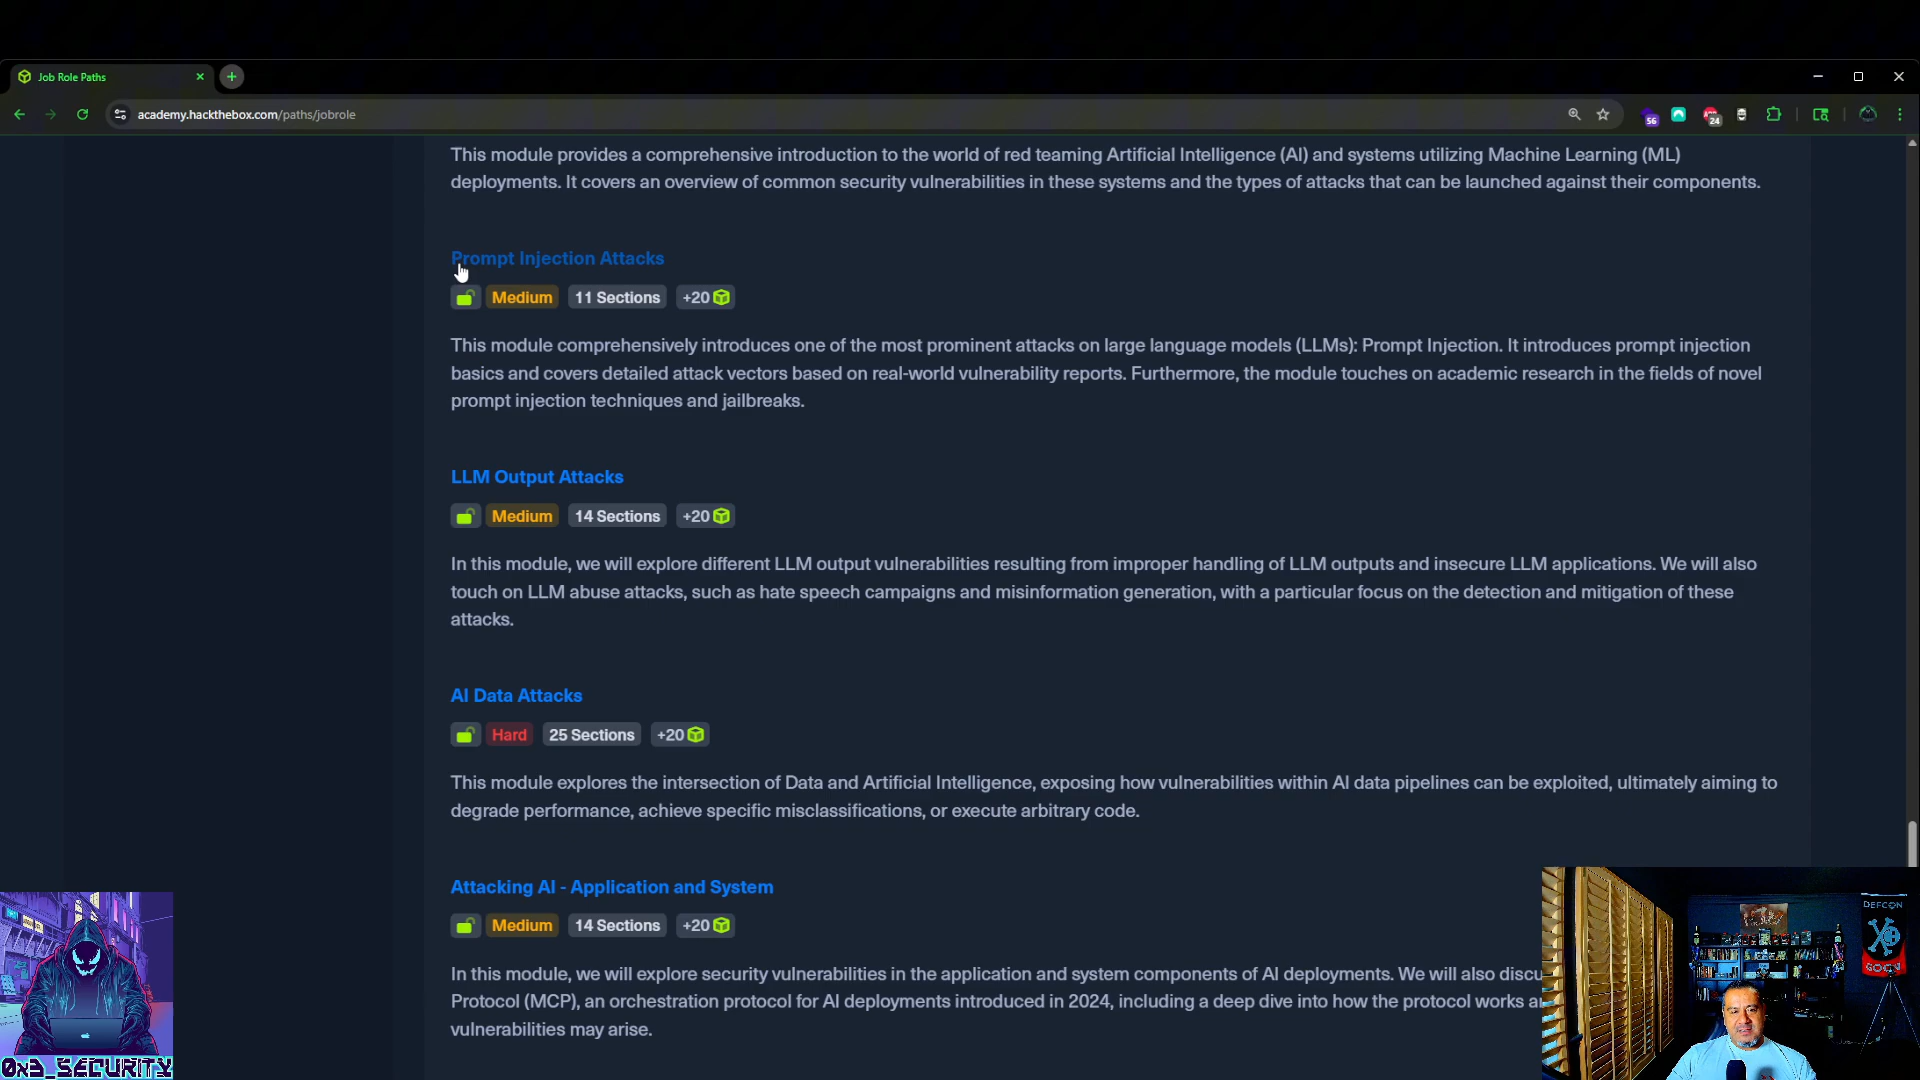 Job Role Paths
academy.hackthebox.com/paths/jobrole
56
24
This module provides a comprehensive introduction to the world of red teaming Artificial Intelligence (AI) and systems utilizing Machine Learning (ML)
deployments. It covers an overview of common security vulnerabilities in these systems and the types of attacks that can be launched against their components.
Prompt Injection Attacks
Medium 11 Sections +20
This module comprehensively introduces one of the most prominent attacks on large language models (LLMs): Prompt Injection. It introduces prompt injection
basics and covers detailed attack vectors based on real-world vulnerability reports. Furthermore, the module touches on academic research in the fields of novel
prompt injection techniques and jailbreaks.
LLM Output Attacks
Medium 14 Sections +20
In this module, we will explore different LLM output vulnerabilities resulting from improper handling of LLM outputs and insecure LLM applications. We will also
touch on LLM abuse attacks, such as hate speech campaigns and misinformation generation, with a particular focus on the detection and mitigation of these
attacks.
AI Data Attacks
Hard 25 Sections +20
This module explores the intersection of Data and Artificial Intelligence, exposing how vulnerabilities within AI data pipelines can be exploited, ultimately aiming to
degrade performance, achieve specific misclassifications, or execute arbitrary code.
Attacking AI - Application and System
Medium 14 Sections +20
In this module, we will explore security vulnerabilities in the application and system components of AI deployments. We will also discu
Protocol (MCP), an orchestration protocol for AI deployments introduced in 2024, including a deep dive into how the protocol works a
vulnerabilities may arise.
0x3_SECURITY
DEFCON
GOON